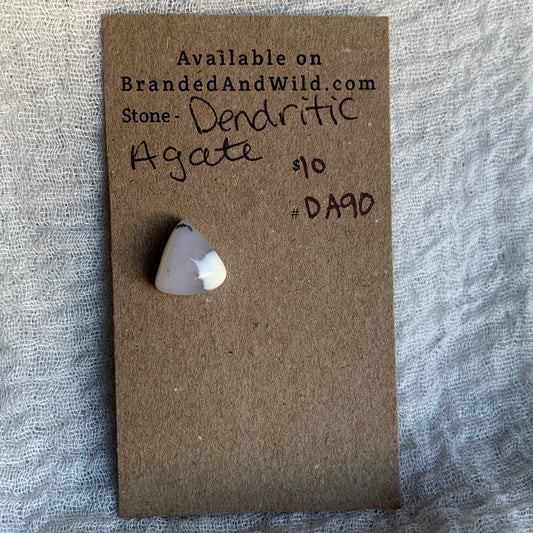 Available on
BrandedAndWild.com
Stone - Dendritic
Agate
$10
#DA90